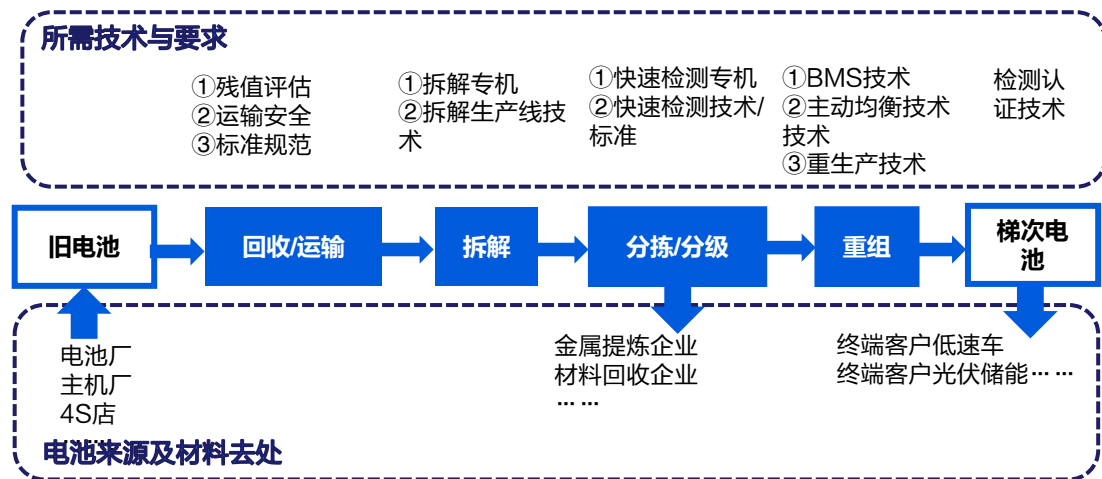 所需技术与要求
①残值评估
②运输安全
③标准规范
①拆解专机
②拆解生产线技
术
①快速检测专机
②快速检测技术/
标准
①BMS技术
②主动均衡技术
技术
③重生产技术
检测认
证技术
旧电池
回收/运输
拆解
分拣/分级
重组
梯次电
池
电池厂
主机厂
4S店
… …
金属提炼企业
材料回收企业
… …
终端客户低速车
终端客户光伏储能… …
电池来源及材料去处